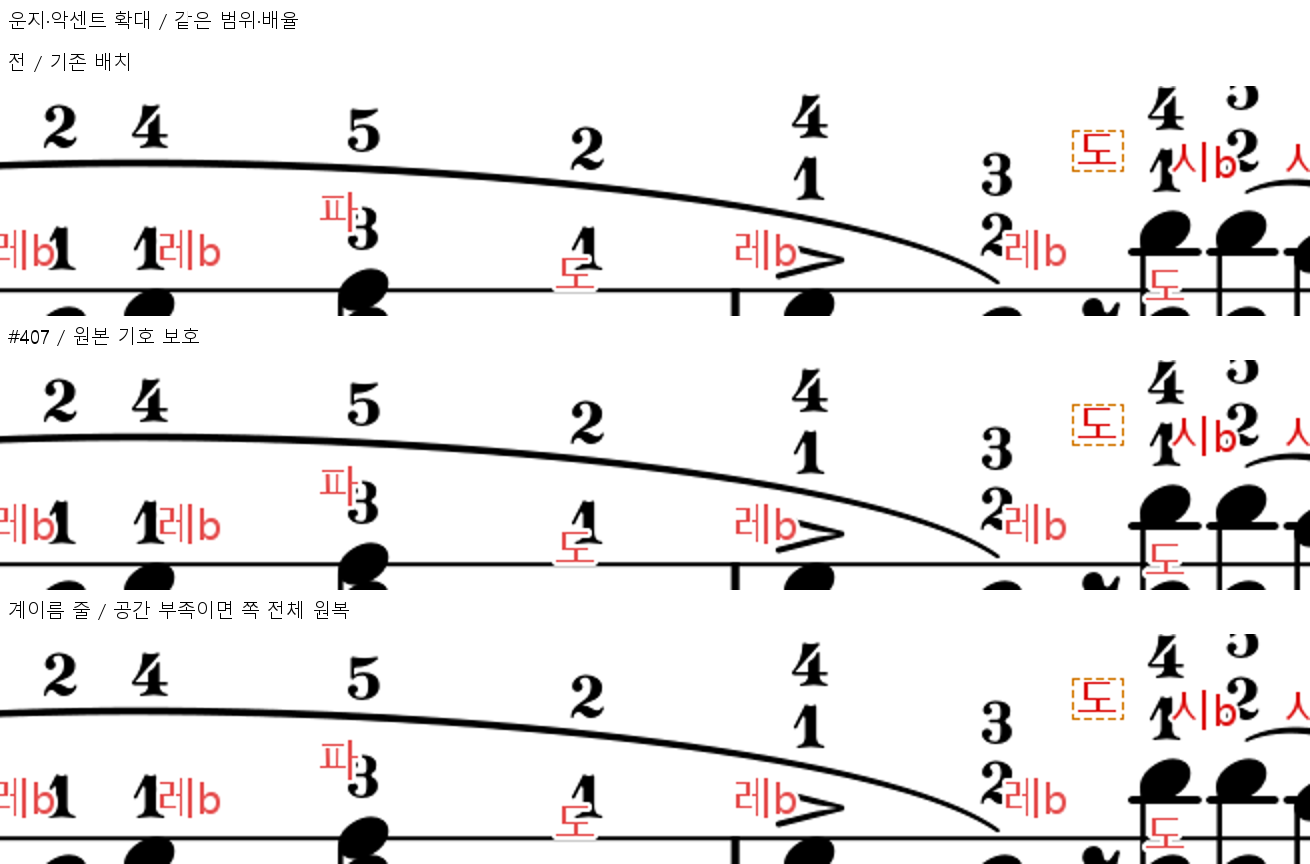 운지·악센트 확대 / 같은 범위·배율
전 / 기존 배치
2 4 5 2 4 3 도 4 5
1 1 시b 2 시
레b 1 1 레b 파 3 1 도 레b > 2 레b 도
#407 / 원본 기호 보호
2 4 5 2 4 3 도 4 5
1 1 시b 2 시
레b 1 1 레b 파 3 1 도 레b > 2 레b 도
계이름 줄 / 공간 부족이면 쪽 전체 원복
2 4 5 2 4 3 도 4 5
1 1 시b 2 시
레b 1 1 레b 파 3 1 도 레b > 2 레b 도